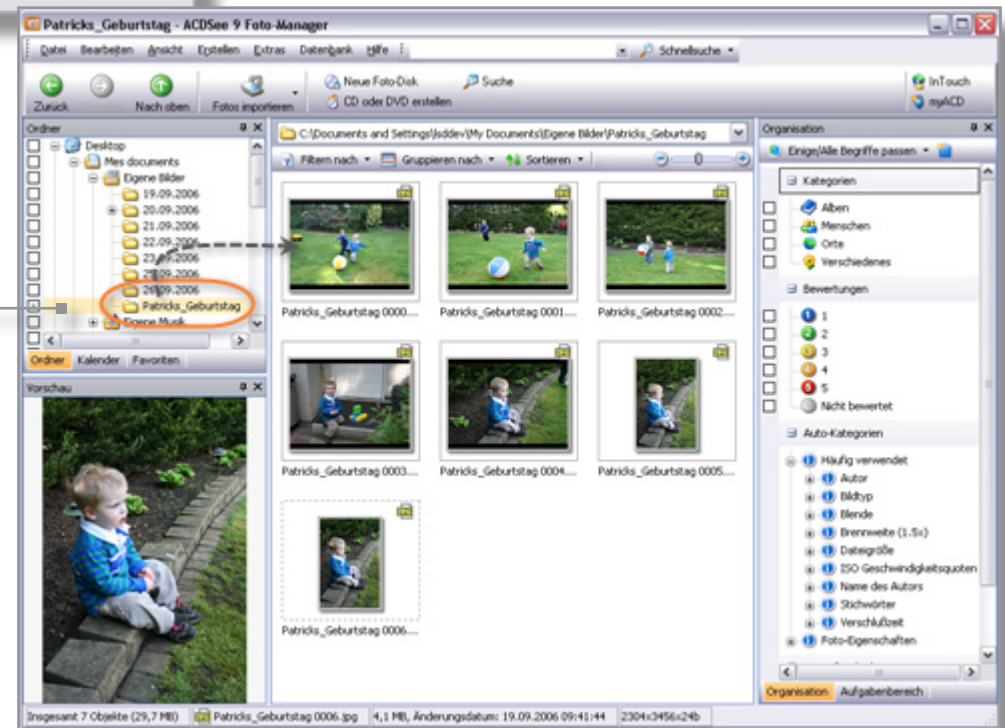 Patricks_Geburtstag - ACDSee 9 Foto-Manager
Datei Bearbeiten Ansicht Erstellen Extras Datenbank Hilfe
Schnellsuche
Zurück
Nach oben
Fotos importieren
Neue Foto-Disk
Suche
CD oder DVD erstellen
InTouch
myACD
Ordner
Desktop
Mes documents
Eigene Bilder
19.09.2006
20.09.2006
21.09.2006
22.09.2006
23.09.2006
25.09.2006
26.09.2006
Patricks_Geburtstag
Eigene Musik
Ordner Kalender Favoriten
Vorschau
C:\Documents and Settings\lsddev\My Documents\Eigene Bilder\Patricks_Geburtstag
Filtern nach Gruppieren nach Sortieren
Patricks_Geburtstag 0000....
Patricks_Geburtstag 0001....
Patricks_Geburtstag 0002....
Patricks_Geburtstag 0003....
Patricks_Geburtstag 0004....
Patricks_Geburtstag 0005....
Patricks_Geburtstag 0006....
Organisation
Einige/Alle Begriffe passen
Kategorien
Alben
Menschen
Orte
Verschiedenes
Bewertungen
1
2
3
4
5
Nicht bewertet
Auto-Kategorien
Häufig verwendet
Autor
Bildtyp
Blende
Brennweite (1.5x)
Dateigröße
ISO Geschwindigkeitsquoten
Name des Autors
Stichwörter
Verschlußzeit
Foto-Eigenschaften
Organisation Aufgabenbereich
Insgesamt 7 Objekte (29,7 MB) Patricks_Geburtstag 0006.jpg 4,1 MB, Änderungsdatum: 19.09.2006 09:41:44 2304x3456x24b